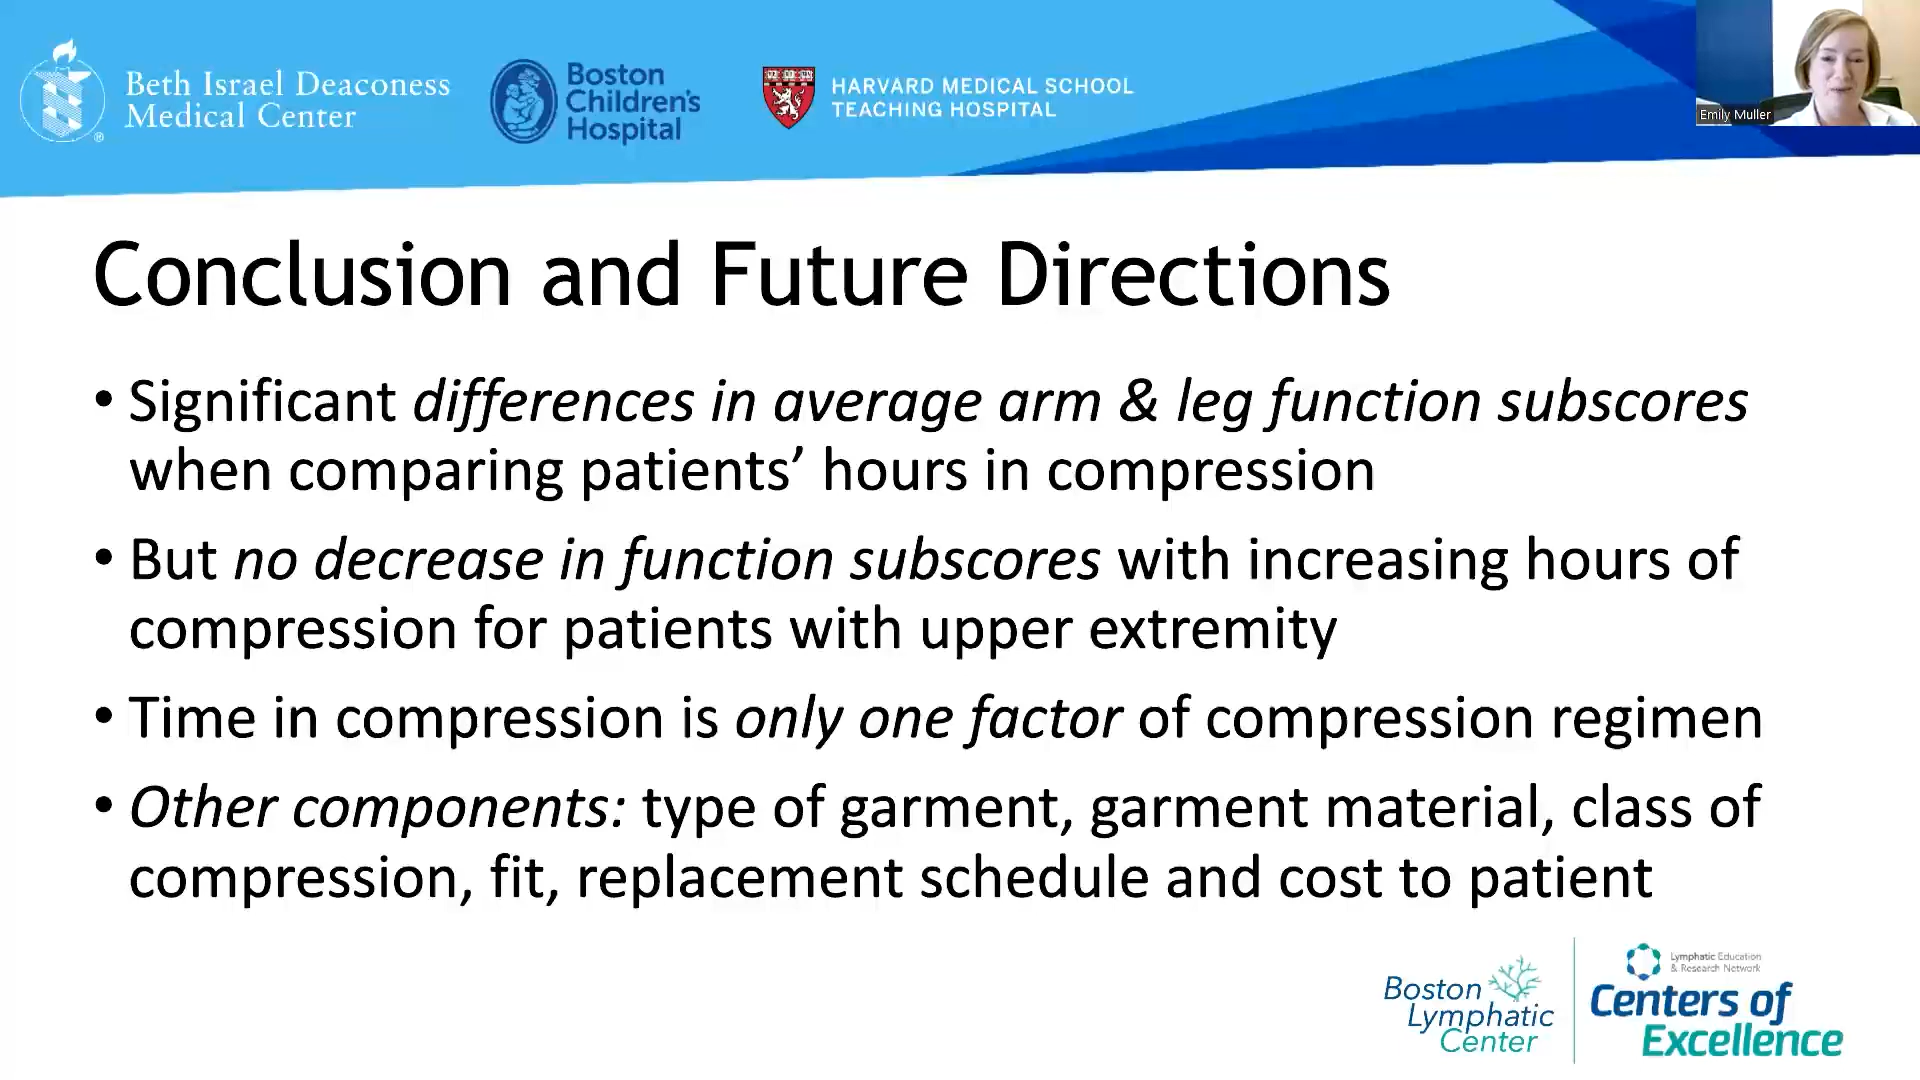 Beth Israel Deaconess
Medical Center
Boston
Children's
Hospital
HARVARD MEDICAL SCHOOL
TEACHING HOSPITAL
Emily Muller
Conclusion and Future Directions
• Significant differences in average arm & leg function subscores
when comparing patients’ hours in compression
• But no decrease in function subscores with increasing hours of
compression for patients with upper extremity
• Time in compression is only one factor of compression regimen
• Other components: type of garment, garment material, class of
compression, fit, replacement schedule and cost to patient
Boston
Lymphatic
Center
Lymphatic Education
& Research Network
Centers of
Excellence